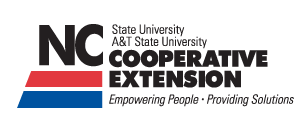 NC State University
A&T State University
COOPERATIVE
EXTENSION
Empowering People • Providing Solutions